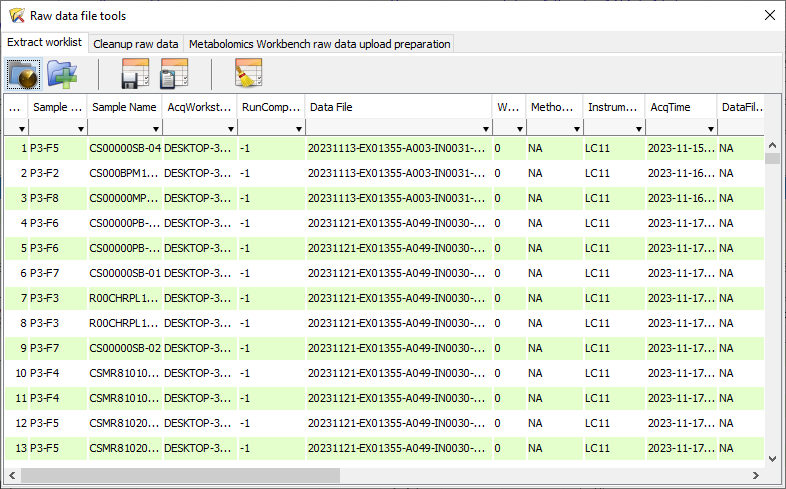 Raw data file tools
Extract worklist Cleanup raw data Metabolomics Workbench raw data upload preparation
... Sample ... Sample Name AcqWorkst... RunComp... Data File W... Metho... Instrum... AcqTime DataFil...
1 P3-F5 CS00000SB-04 DESKTOP-3... -1 20231113-EX01355-A003-IN0031-... 0 NA LC11 2023-11-15... NA
2 P3-F2 CS000BPM1... DESKTOP-3... -1 20231113-EX01355-A003-IN0031-... 0 NA LC11 2023-11-16... NA
3 P3-F8 CS00000MP... DESKTOP-3... -1 20231113-EX01355-A003-IN0031-... 0 NA LC11 2023-11-16... NA
4 P3-F6 CS00000PB-... DESKTOP-3... -1 20231121-EX01355-A049-IN0030-... 0 NA LC11 2023-11-17... NA
5 P3-F6 CS00000PB-... DESKTOP-3... -1 20231121-EX01355-A049-IN0030-... 0 NA LC11 2023-11-17... NA
6 P3-F7 CS00000SB-01 DESKTOP-3... -1 20231121-EX01355-A049-IN0030-... 0 NA LC11 2023-11-17... NA
7 P3-F3 R00CHRPL1... DESKTOP-3... -1 20231121-EX01355-A049-IN0030-... 0 NA LC11 2023-11-17... NA
8 P3-F3 R00CHRPL1... DESKTOP-3... -1 20231121-EX01355-A049-IN0030-... 0 NA LC11 2023-11-17... NA
9 P3-F7 CS00000SB-02 DESKTOP-3... -1 20231121-EX01355-A049-IN0030-... 0 NA LC11 2023-11-17... NA
10 P3-F4 CSMR81010... DESKTOP-3... -1 20231121-EX01355-A049-IN0030-... 0 NA LC11 2023-11-17... NA
11 P3-F4 CSMR81010... DESKTOP-3... -1 20231121-EX01355-A049-IN0030-... 0 NA LC11 2023-11-17... NA
12 P3-F5 CSMR81020... DESKTOP-3... -1 20231121-EX01355-A049-IN0030-... 0 NA LC11 2023-11-17... NA
13 P3-F5 CSMR81020... DESKTOP-3... -1 20231121-EX01355-A049-IN0030-... 0 NA LC11 2023-11-17... NA